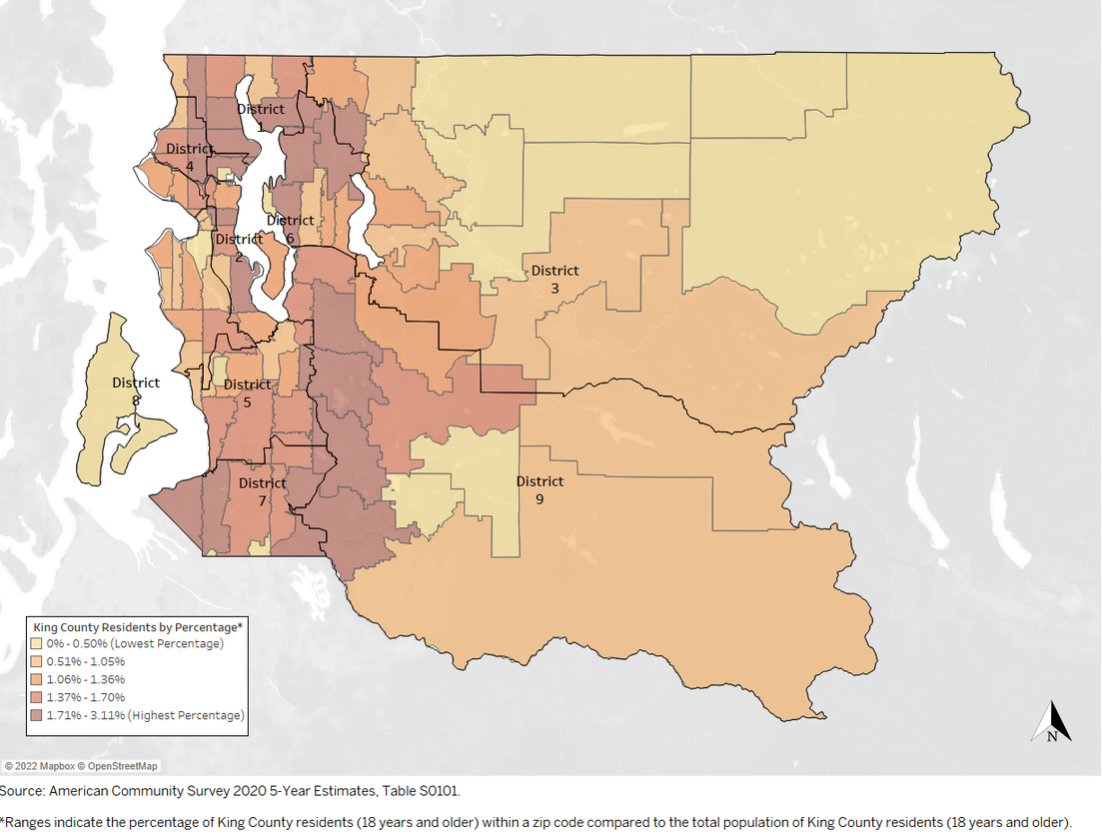 District
1
District
4
District
6
District
2
District
3
District
8
District
5
District
7
District
9
King County Residents by Percentage*
0% - 0.50% (Lowest Percentage)
0.51% - 1.05%
1.06% - 1.36%
1.37% - 1.70%
1.71% - 3.11% (Highest Percentage)
N
© 2022 Mapbox © OpenStreetMap
Source: American Community Survey 2020 5-Year Estimates, Table S0101.
*Ranges indicate the percentage of King County residents (18 years and older) within a zip code compared to the total population of King County residents (18 years and older).